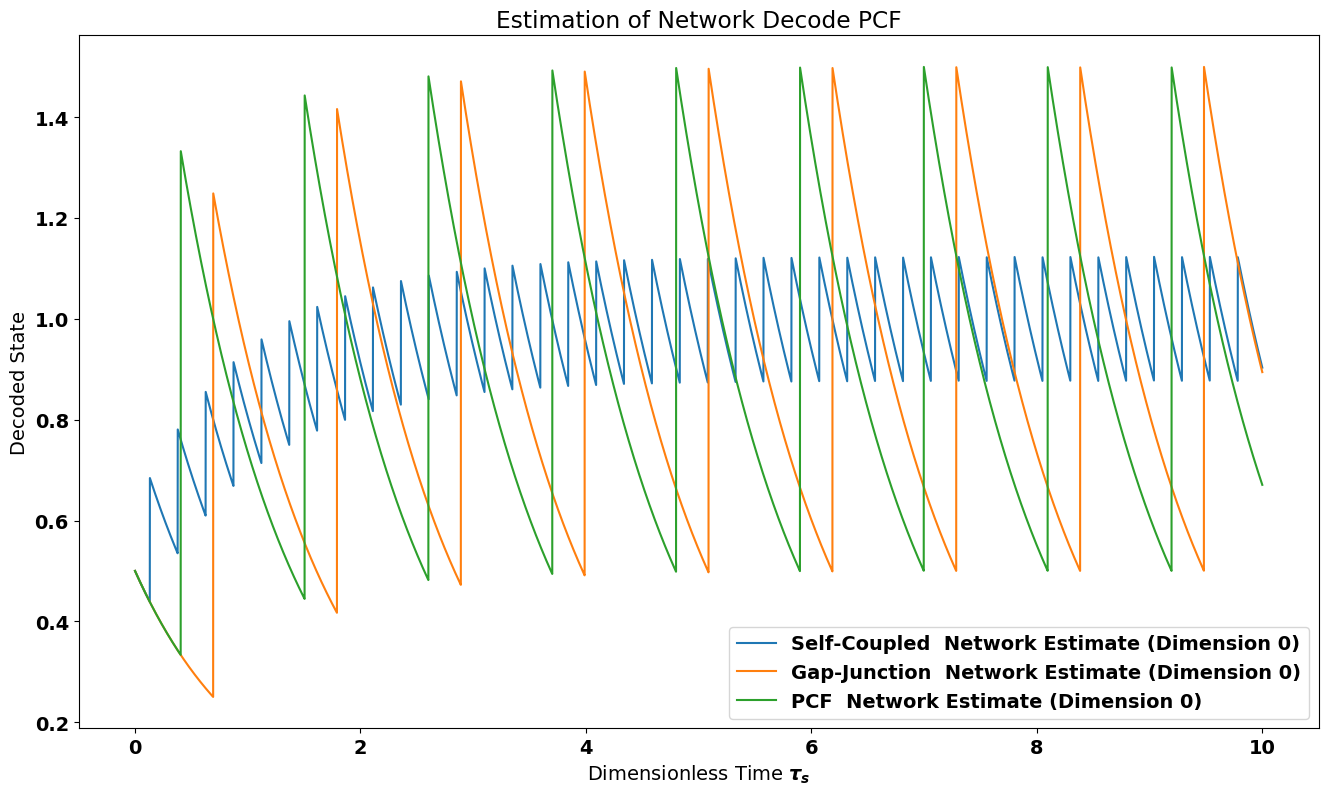 Estimation of Network Decode PCF
Decoded State
1.4
1.2
1.0
0.8
0.6
0.4
0.2
Self-Coupled  Network Estimate (Dimension 0)
Gap-Junction  Network Estimate (Dimension 0)
PCF  Network Estimate (Dimension 0)
0 2 4 6 8 10
Dimensionless Time τₛ